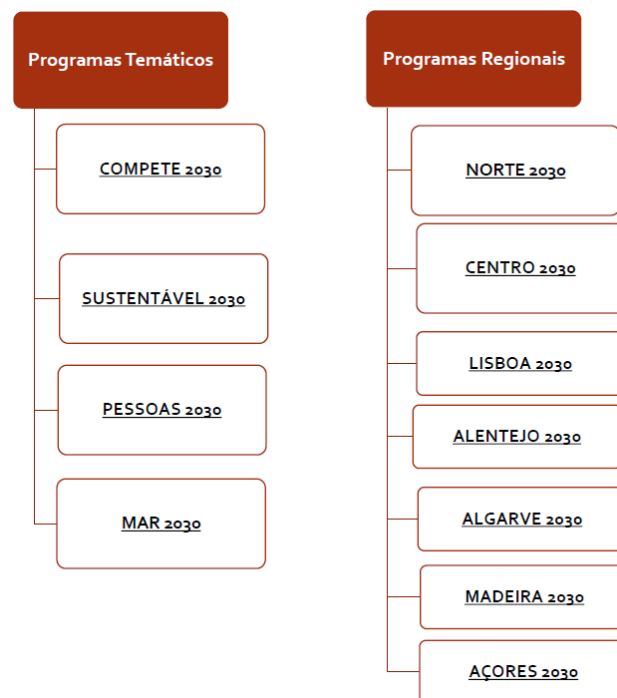 Programas Temáticos
COMPETE 2030
SUSTENTÁVEL 2030
PESSOAS 2030
MAR 2030
Programas Regionais
NORTE 2030
CENTRO 2030
LISBOA 2030
ALENTEJO 2030
ALGARVE 2030
MADEIRA 2030
AÇORES 2030